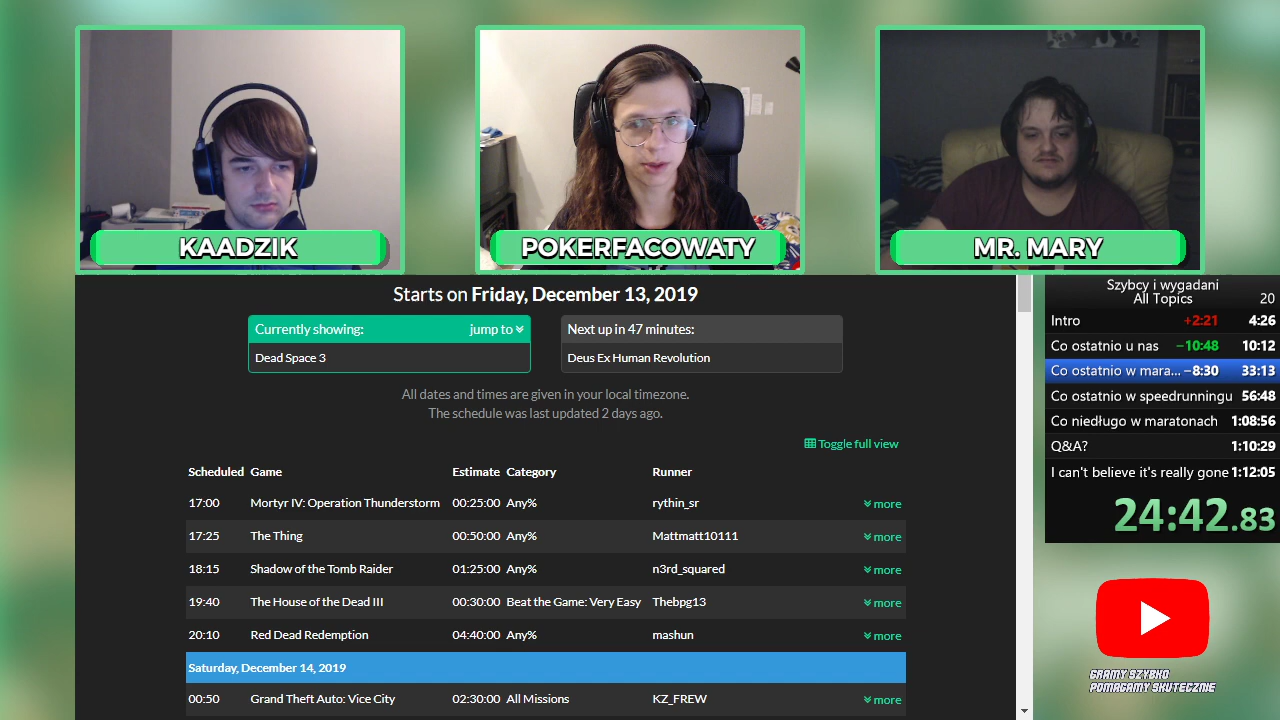 KAADZIK
POKERFACOWATY
MR. MARY
Starts on Friday, December 13, 2019
Currently showing: jump to
Dead Space 3
Next up in 47 minutes:
Deus Ex Human Revolution
All dates and times are given in your local timezone.
The schedule was last updated 2 days ago.
Toggle full view
Scheduled Game Estimate Category Runner
17:00 Mortyr IV: Operation Thunderstorm 00:25:00 Any% rythin_sr more
17:25 The Thing 00:50:00 Any% Mattmatt10111 more
18:15 Shadow of the Tomb Raider 01:25:00 Any% n3rd_squared more
19:40 The House of the Dead III 00:30:00 Beat the Game: Very Easy Thebpg13 more
20:10 Red Dead Redemption 04:40:00 Any% mashun more
Saturday, December 14, 2019
00:50 Grand Theft Auto: Vice City 02:30:00 All Missions KZ_FREW more
Szybcy i wygadani
All Topics 20
Intro +2:21 4:26
Co ostatnio u nas −10:48 10:12
Co ostatnio w mara... −8:30 33:13
Co ostatnio w speedrunningu 56:48
Co niedługo w maratonach 1:08:56
Q&A? 1:10:29
I can't believe it's really gone 1:12:05
24:42.83
GRAMY SZYBKO
POMAGAMY SKUTECZNIE